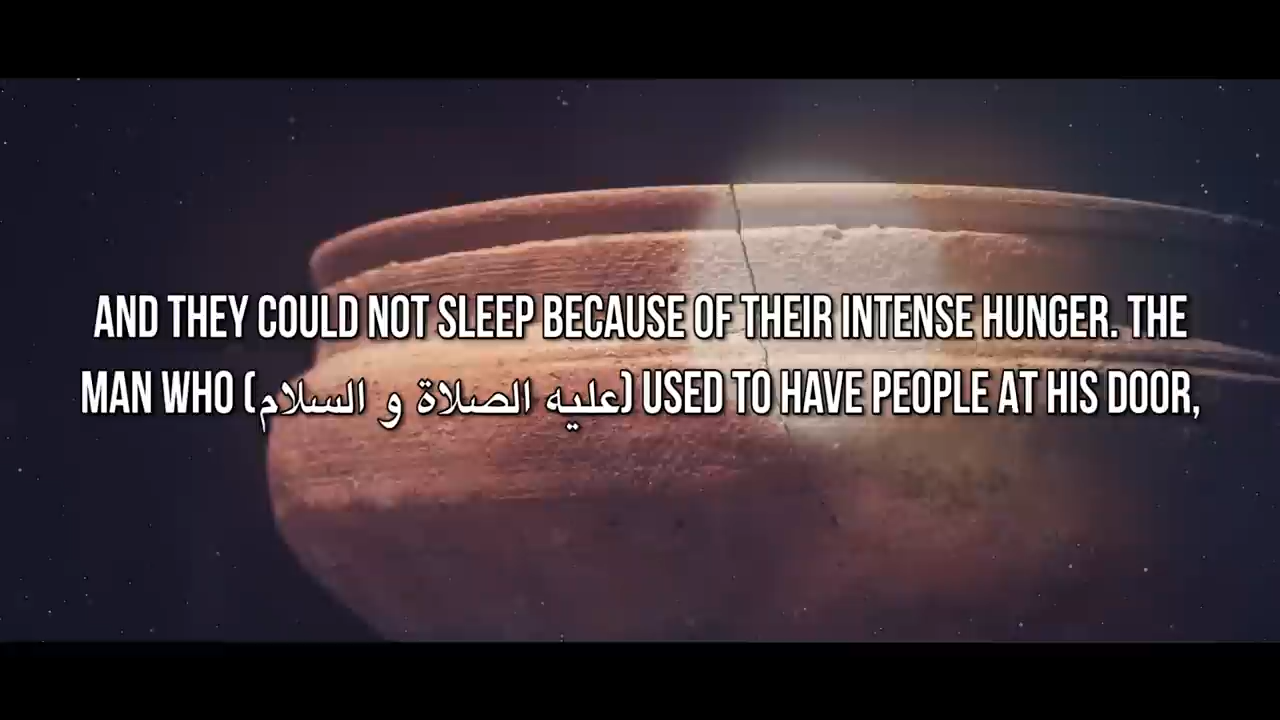 AND THEY COULD NOT SLEEP BECAUSE OF THEIR INTENSE HUNGER. THE
MAN WHO (عليه الصلاة و السلام) USED TO HAVE PEOPLE AT HIS DOOR,